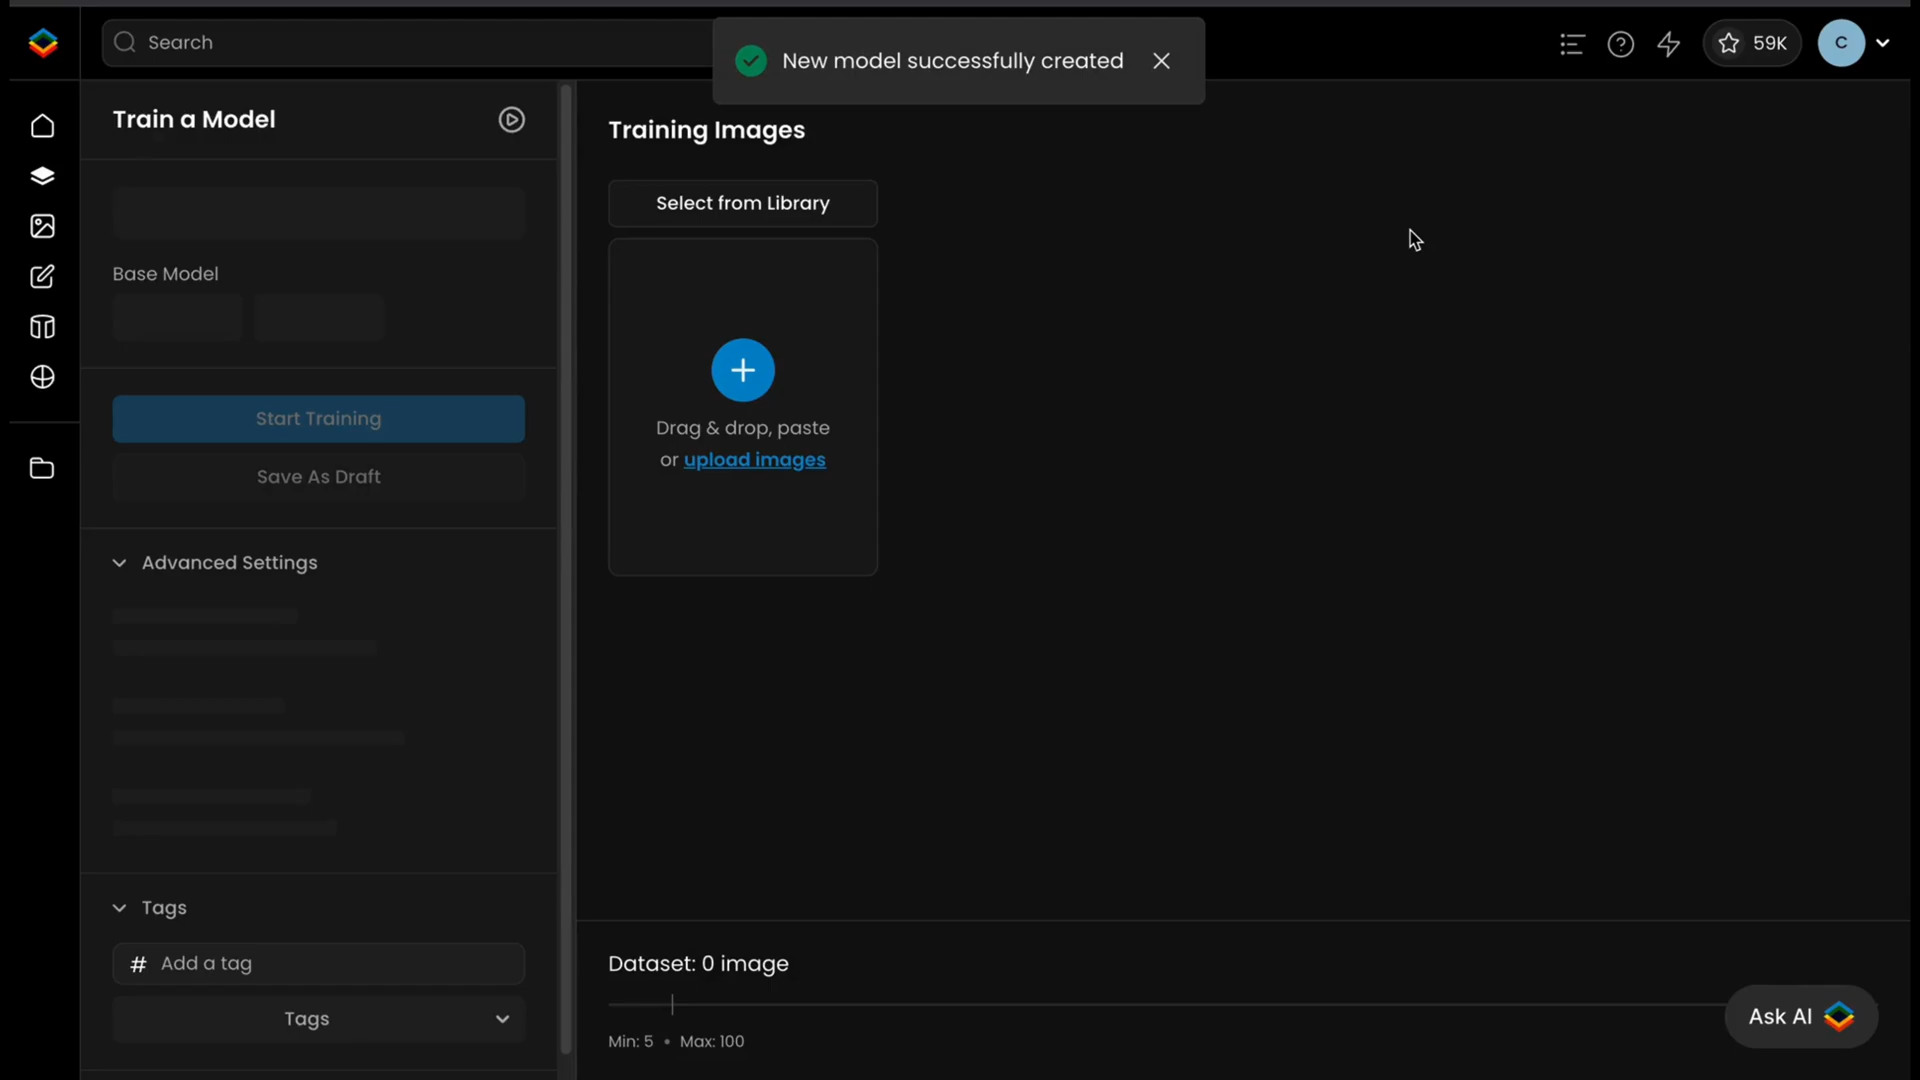 Search
New model successfully created
59K
C
Train a Model
Base Model
Start Training
Save As Draft
Advanced Settings
Tags
# Add a tag
Tags
Training Images
Select from Library
Drag & drop, paste
or upload images
Dataset: 0 image
Min: 5 • Max: 100
Ask AI